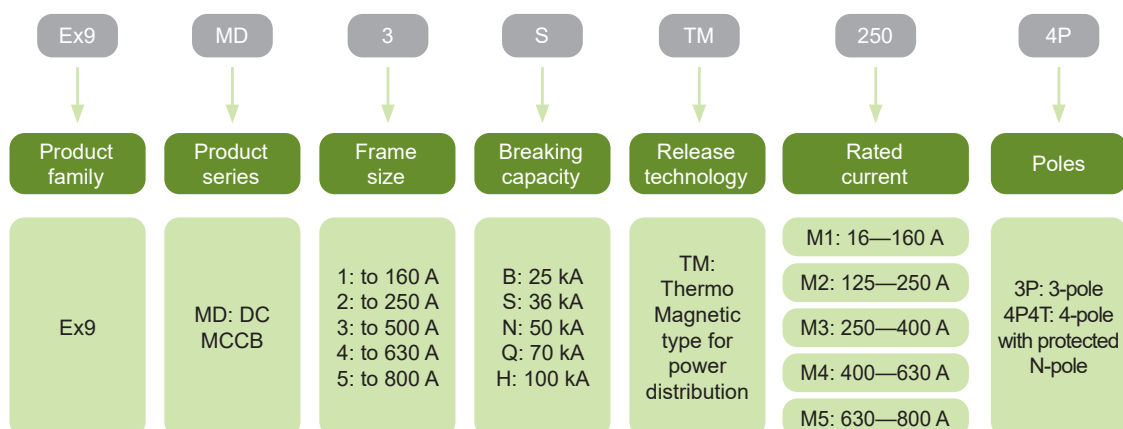 Ex9
MD
3
S
TM
250
4P
Product
family
Product
series
Frame
size
Breaking
capacity
Release
technology
Rated
current
Poles
Ex9
MD: DC
MCCB
1: to 160 A
2: to 250 A
3: to 500 A
4: to 630 A
5: to 800 A
B: 25 kA
S: 36 kA
N: 50 kA
Q: 70 kA
H: 100 kA
TM:
Thermo
Magnetic
type for
power
distribution
M1: 16—160 A
M2: 125—250 A
M3: 250—400 A
M4: 400—630 A
M5: 630—800 A
3P: 3-pole
4P4T: 4-pole
with protected
N-pole